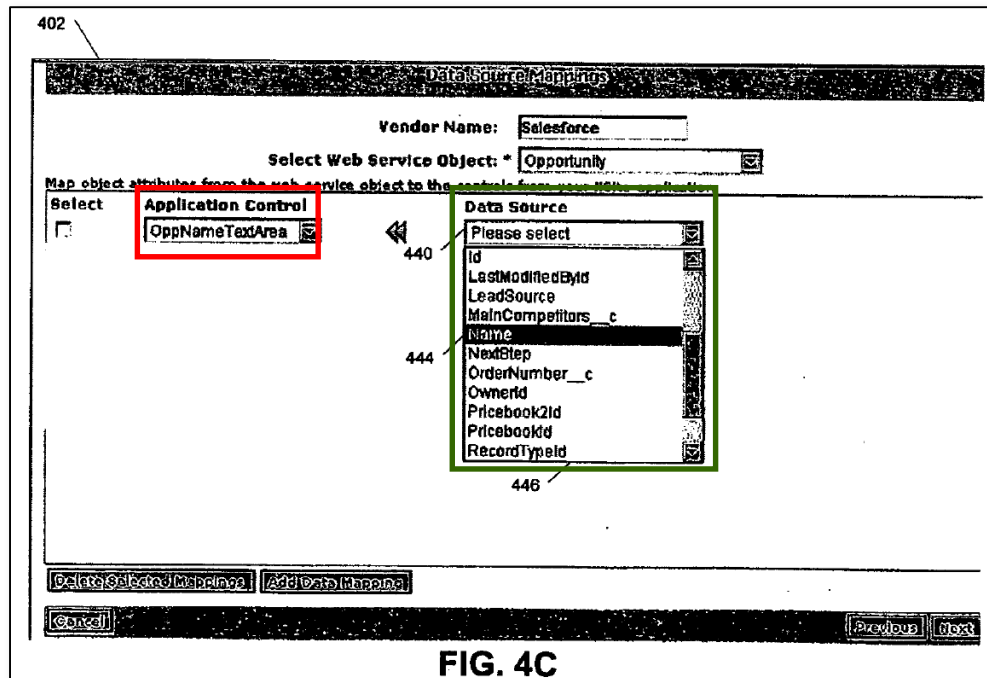 402
Data Source Mappings
Vendor Name: Salesforce
Select Web Service Object: * Opportunity
Map object attributes from the web service object to the controls from your application
Select Application Control Data Source
OppNameTextArea Please select
440
Id
LastModifiedById
LeadSource
MainCompetitors__c
Name
444
NextStep
OrderNumber__c
OwnerId
Pricebook2Id
PricebookId
RecordTypeId
446
Delete Selected Mappings Add Data Mapping
Cancel Previous Next
FIG. 4C